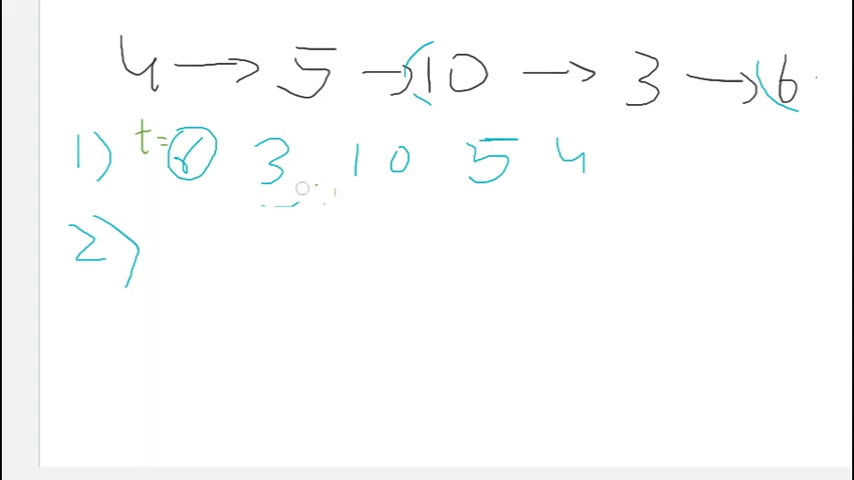 4 → 5 → 10 → 3 → 6
1) t= 6 3 10 5 4
2)